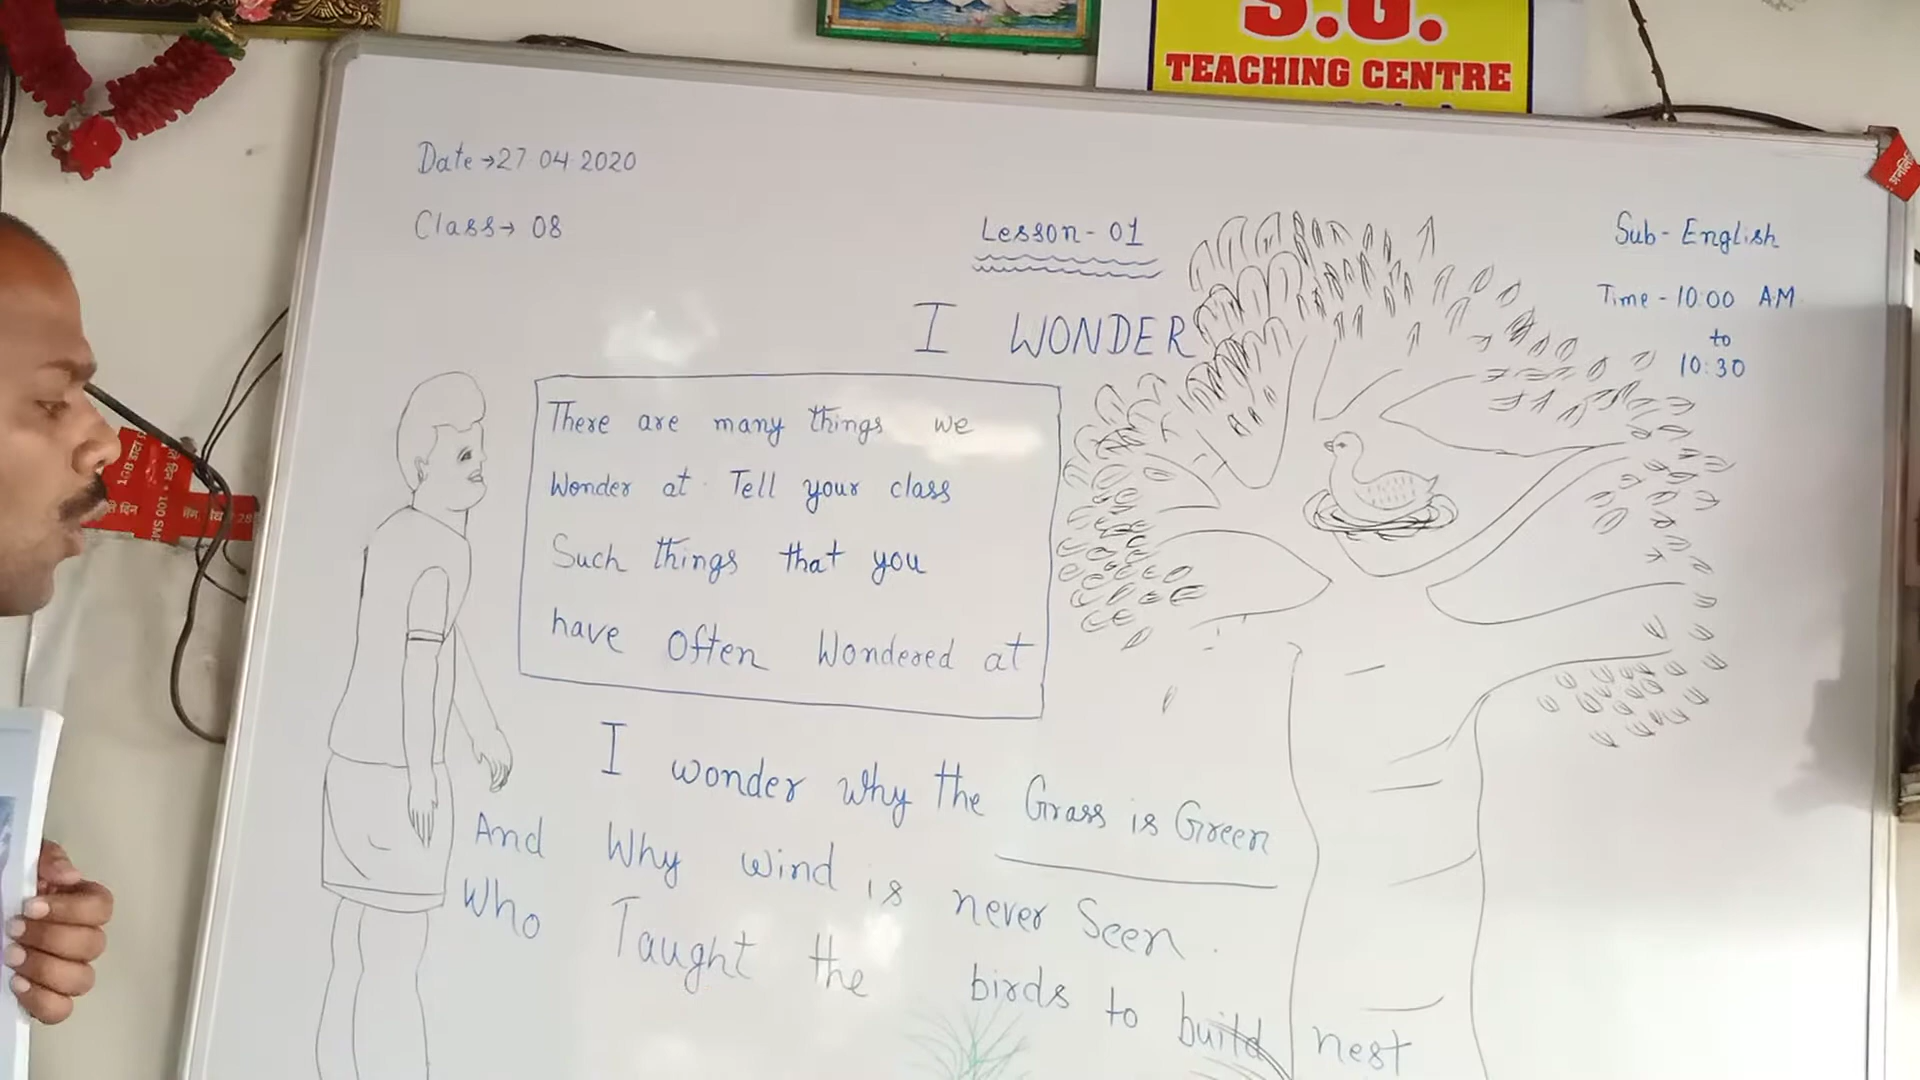 S.G.
TEACHING CENTRE
Date→27 04 2020
Class→ 08
Lesson- 01
Sub- English
Time - 10:00 AM
to
10:30
I WONDER
There are many things we
Wonder at. Tell your class
Such things that you
have often Wondered at
I wonder why the Grass is Green
And Why wind is never Seen.
Who Taught the birds to build nest